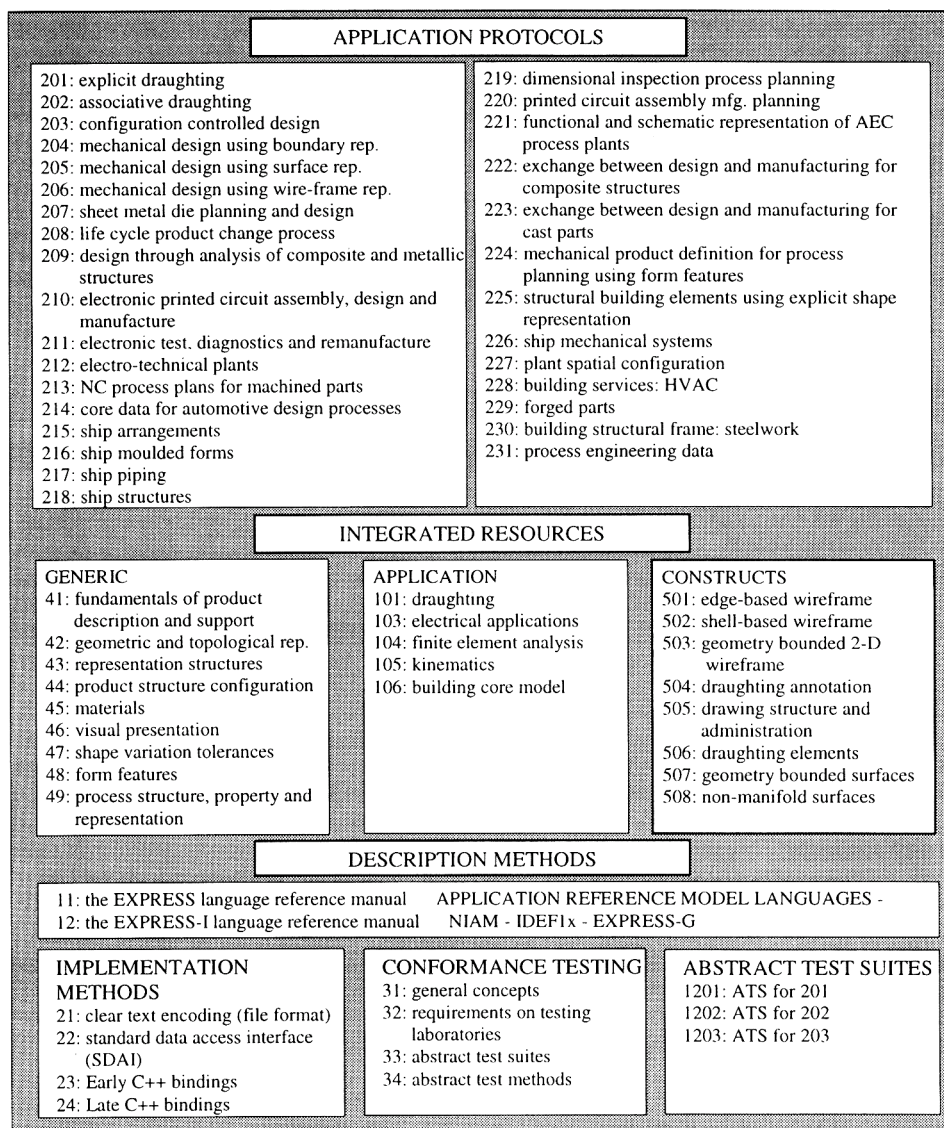 APPLICATION PROTOCOLS
201: explicit draughting
202: associative draughting
203: configuration controlled design
204: mechanical design using boundary rep.
205: mechanical design using surface rep.
206: mechanical design using wire-frame rep.
207: sheet metal die planning and design
208: life cycle product change process
209: design through analysis of composite and metallic
structures
210: electronic printed circuit assembly, design and
manufacture
211: electronic test, diagnostics and remanufacture
212: electro-technical plants
213: NC process plans for machined parts
214: core data for automotive design processes
215: ship arrangements
216: ship moulded forms
217: ship piping
218: ship structures
219: dimensional inspection process planning
220: printed circuit assembly mfg. planning
221: functional and schematic representation of AEC
process plants
222: exchange between design and manufacturing for
composite structures
223: exchange between design and manufacturing for
cast parts
224: mechanical product definition for process
planning using form features
225: structural building elements using explicit shape
representation
226: ship mechanical systems
227: plant spatial configuration
228: building services: HVAC
229: forged parts
230: building structural frame: steelwork
231: process engineering data
INTEGRATED RESOURCES
GENERIC
41: fundamentals of product
description and support
42: geometric and topological rep.
43: representation structures
44: product structure configuration
45: materials
46: visual presentation
47: shape variation tolerances
48: form features
49: process structure, property and
representation
APPLICATION
101: draughting
103: electrical applications
104: finite element analysis
105: kinematics
106: building core model
CONSTRUCTS
501: edge-based wireframe
502: shell-based wireframe
503: geometry bounded 2-D
wireframe
504: draughting annotation
505: drawing structure and
administration
506: draughting elements
507: geometry bounded surfaces
508: non-manifold surfaces
DESCRIPTION METHODS
11: the EXPRESS language reference manual APPLICATION REFERENCE MODEL LANGUAGES -
12: the EXPRESS-I language reference manual NIAM - IDEF1x - EXPRESS-G
IMPLEMENTATION
METHODS
21: clear text encoding (file format)
22: standard data access interface
(SDAI)
23: Early C++ bindings
24: Late C++ bindings
CONFORMANCE TESTING
31: general concepts
32: requirements on testing
laboratories
33: abstract test suites
34: abstract test methods
ABSTRACT TEST SUITES
1201: ATS for 201
1202: ATS for 202
1203: ATS for 203